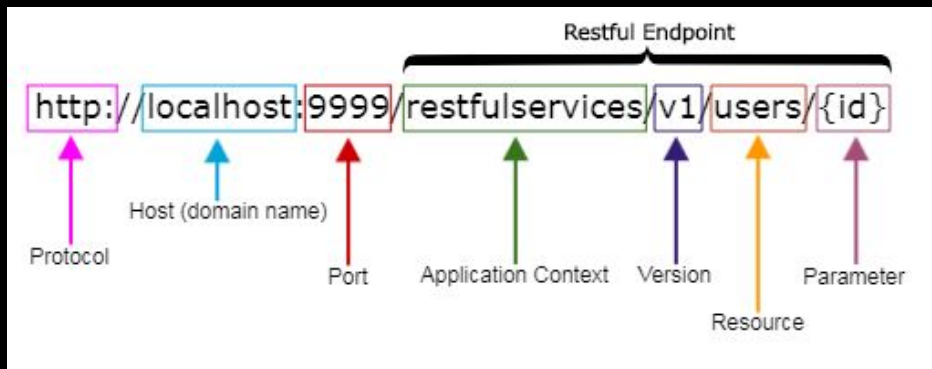 Restful Endpoint
http://localhost:9999/restfulservices/v1/users/{id}
Host (domain name)
Protocol
Port
Application Context
Version
Parameter
Resource